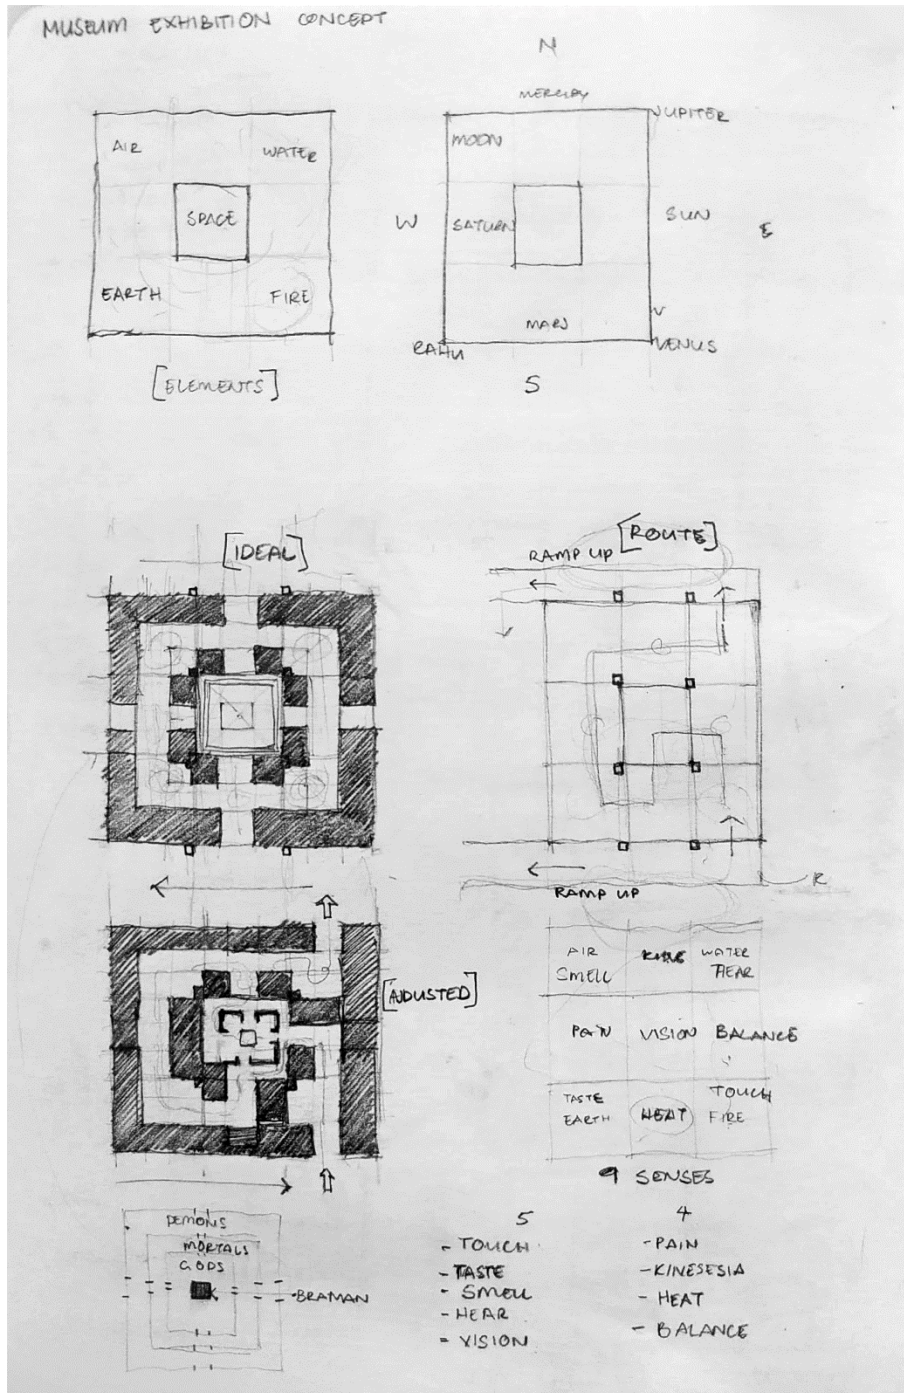 MUSEUM EXHIBITION CONCEPT
AIR WATER
SPACE
EARTH FIRE
[ELEMENTS]
N
MERCURY
JUPITER
MOON
W SATURN SUN E
MARS
RAHU VENUS
S
[IDEAL]
[ROUTE]
RAMP UP
RAMP UP
R
[ADJUSTED]
AIR WATER
SMELL HEAR
PAIN VISION BALANCE
TASTE TOUCH
EARTH HEAT FIRE
9 SENSES
DEMONS
MORTALS
GODS
BRAMAN
5
- TOUCH
- TASTE
- SMELL
- HEAR
- VISION
4
- PAIN
- KINESESIA
- HEAT
- BALANCE